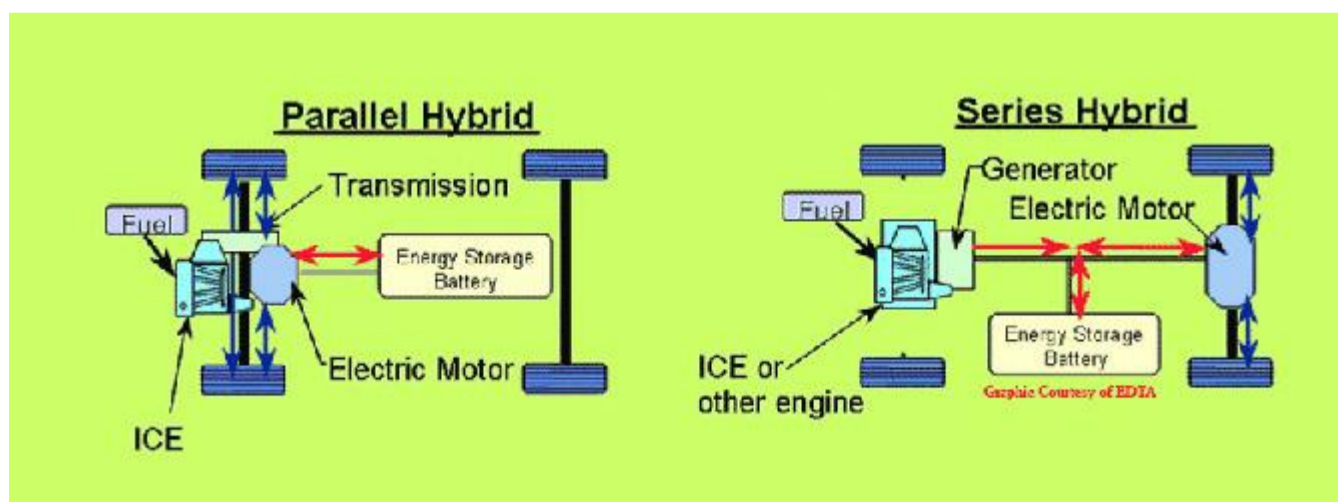 Parallel Hybrid
Transmission
Fuel
Energy Storage
Battery
Electric Motor
ICE
Series Hybrid
Generator
Fuel
Electric Motor
Energy Storage
Battery
ICE or
other engine
Graphic Courtesy of EDTA